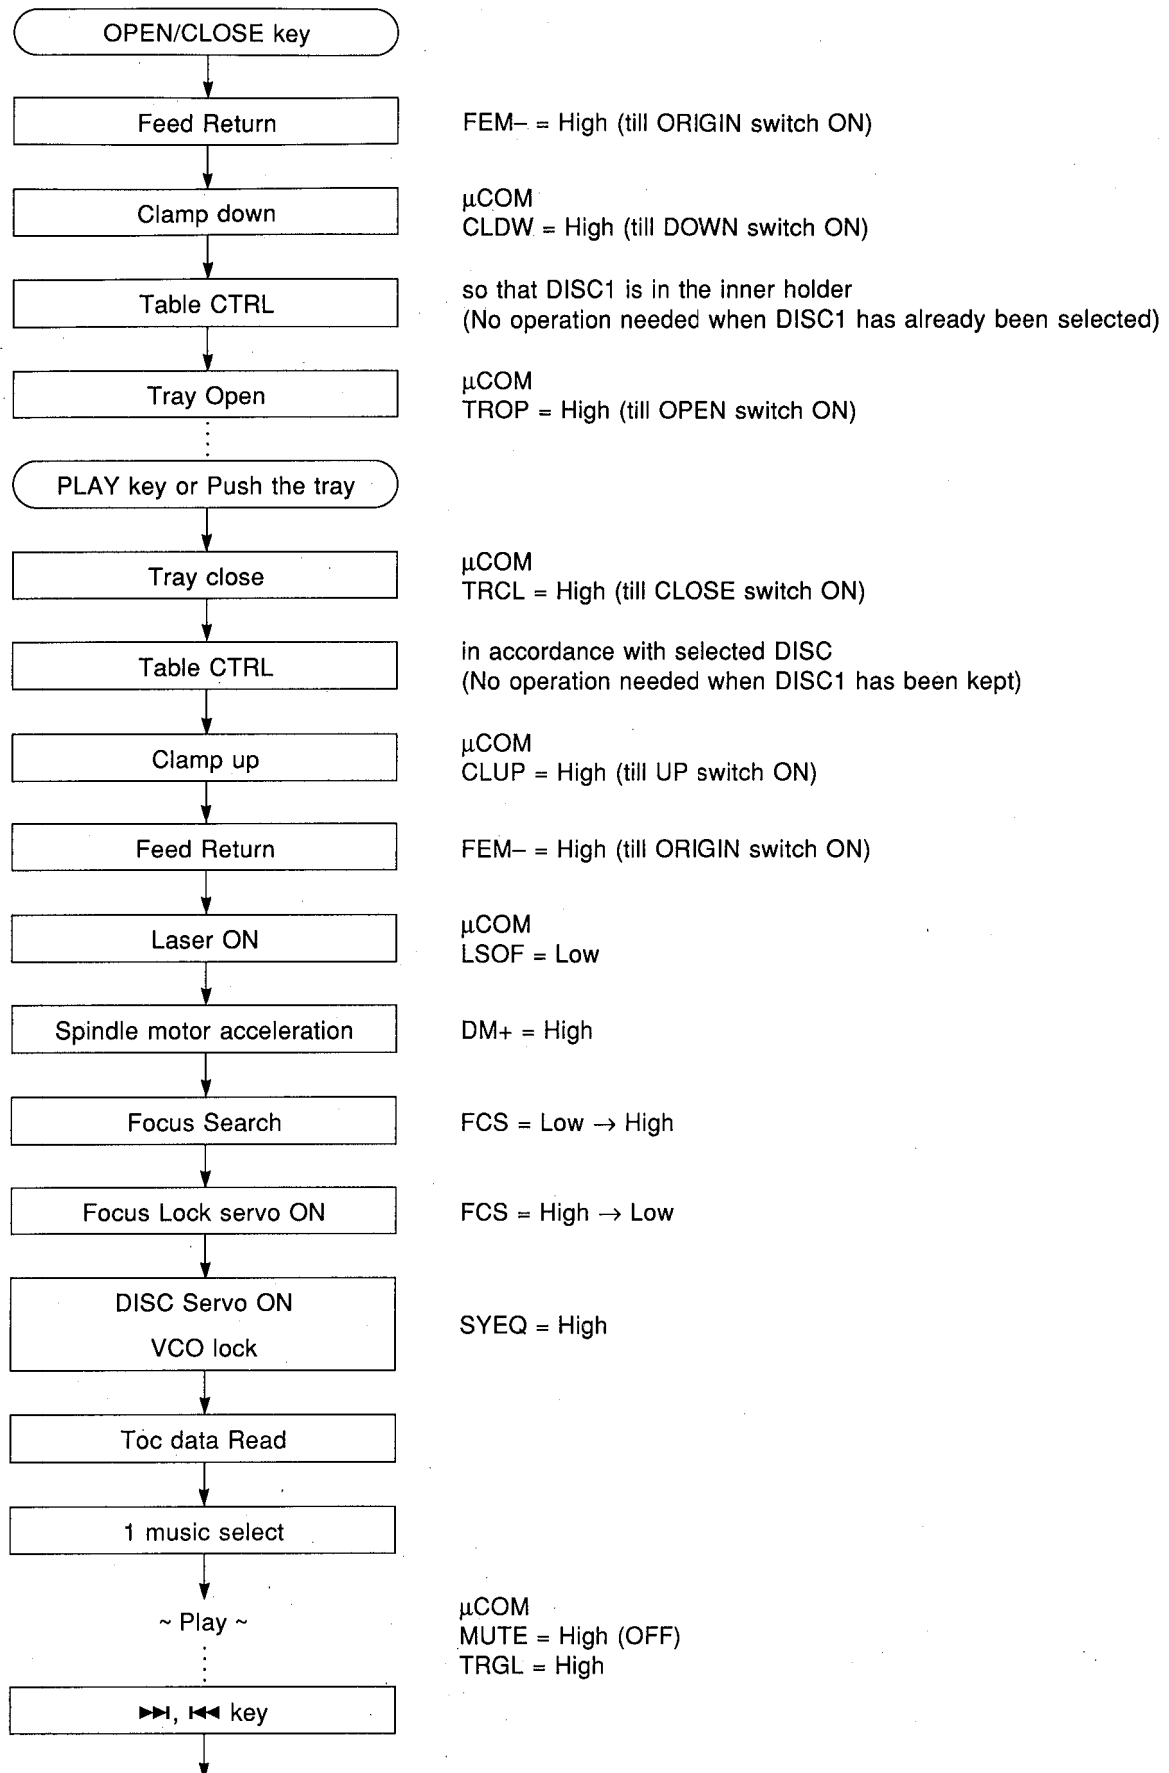 OPEN/CLOSE key
Feed Return
FEM– = High (till ORIGIN switch ON)
Clamp down
µCOM
CLDW = High (till DOWN switch ON)
Table CTRL
so that DISC1 is in the inner holder
(No operation needed when DISC1 has already been selected)
Tray Open
µCOM
TROP = High (till OPEN switch ON)
PLAY key or Push the tray
Tray close
µCOM
TRCL = High (till CLOSE switch ON)
Table CTRL
in accordance with selected DISC
(No operation needed when DISC1 has been kept)
Clamp up
µCOM
CLUP = High (till UP switch ON)
Feed Return
FEM– = High (till ORIGIN switch ON)
Laser ON
µCOM
LSOF = Low
Spindle motor acceleration
DM+ = High
Focus Search
FCS = Low → High
Focus Lock servo ON
FCS = High → Low
DISC Servo ON
VCO lock
SYEQ = High
Toc data Read
1 music select
~ Play ~
µCOM
MUTE = High (OFF)
TRGL = High
▶▶I, I◀◀ key